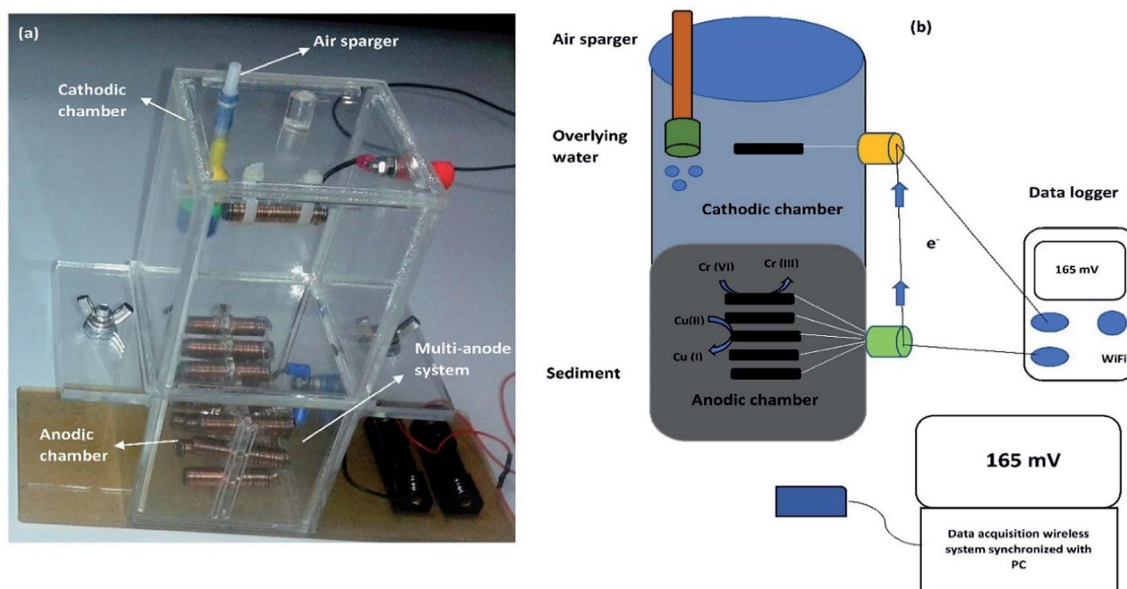 (a)
Air sparger
Cathodic
chamber
Multi-anode
system
Anodic
chamber
(b)
Air sparger
Overlying
water
Cathodic chamber
Data logger
e-
165 mV
WiFi
Cr (VI) Cr (III)
Cu(II)
Cu (I)
Sediment
Anodic chamber
165 mV
Data acquisition wireless
system synchronized with
PC